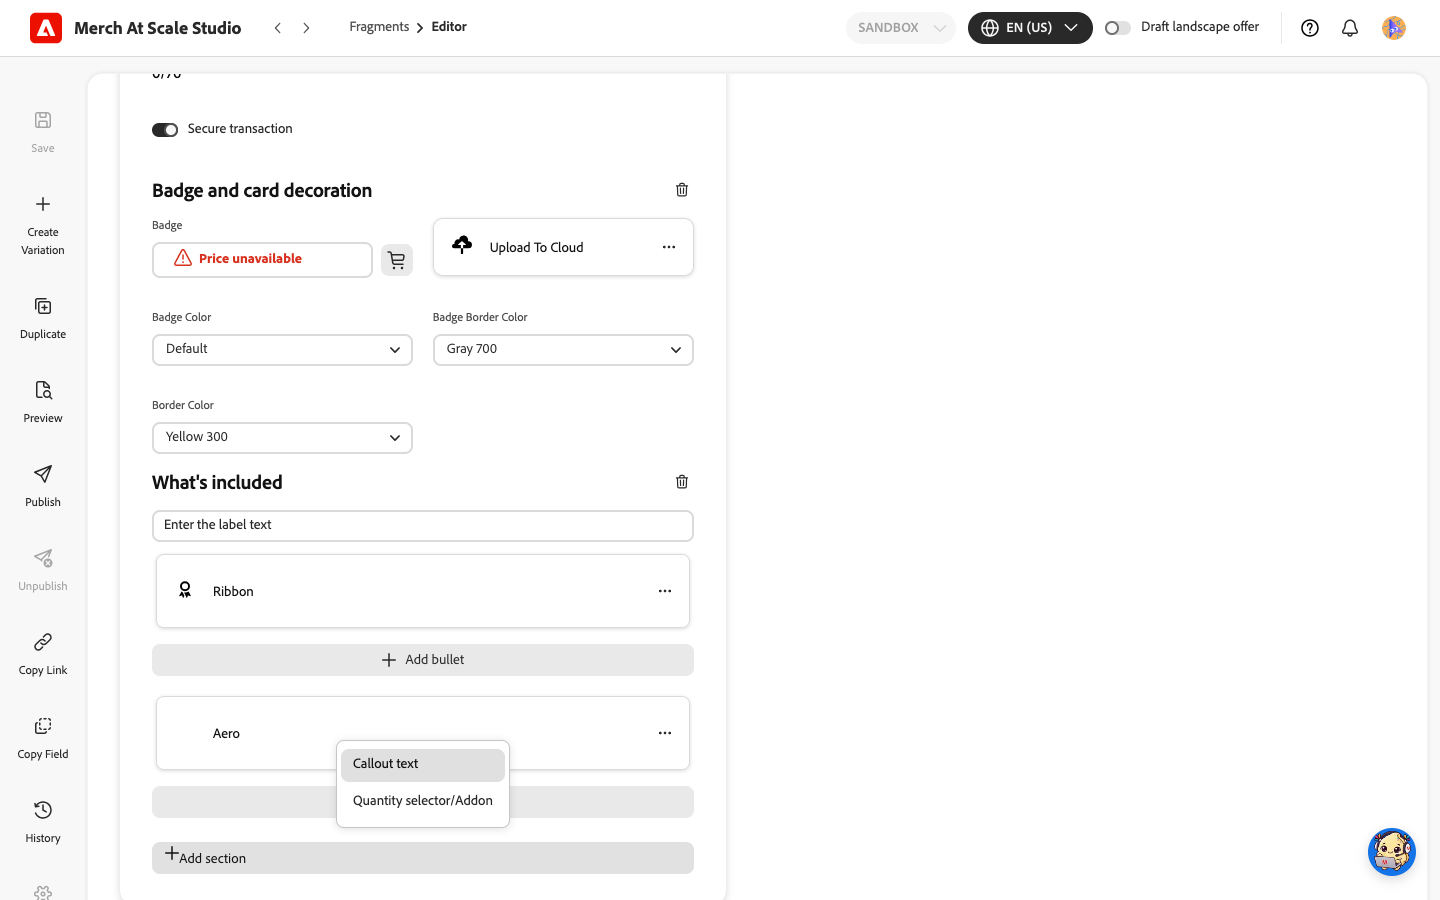 Merch At Scale Studio
Fragments
Editor
SANDBOX
EN (US)
Draft landscape offer
Save
Create
Variation
Duplicate
Preview
Publish
Unpublish
Copy Link
Copy Field
History
0/70
Secure transaction
Badge and card decoration
Badge
Price unavailable
Upload To Cloud
Badge Color
Default
Badge Border Color
Gray 700
Border Color
Yellow 300
What's included
Enter the label text
Ribbon
Add bullet
Aero
Callout text
Quantity selector/Addon
Add section